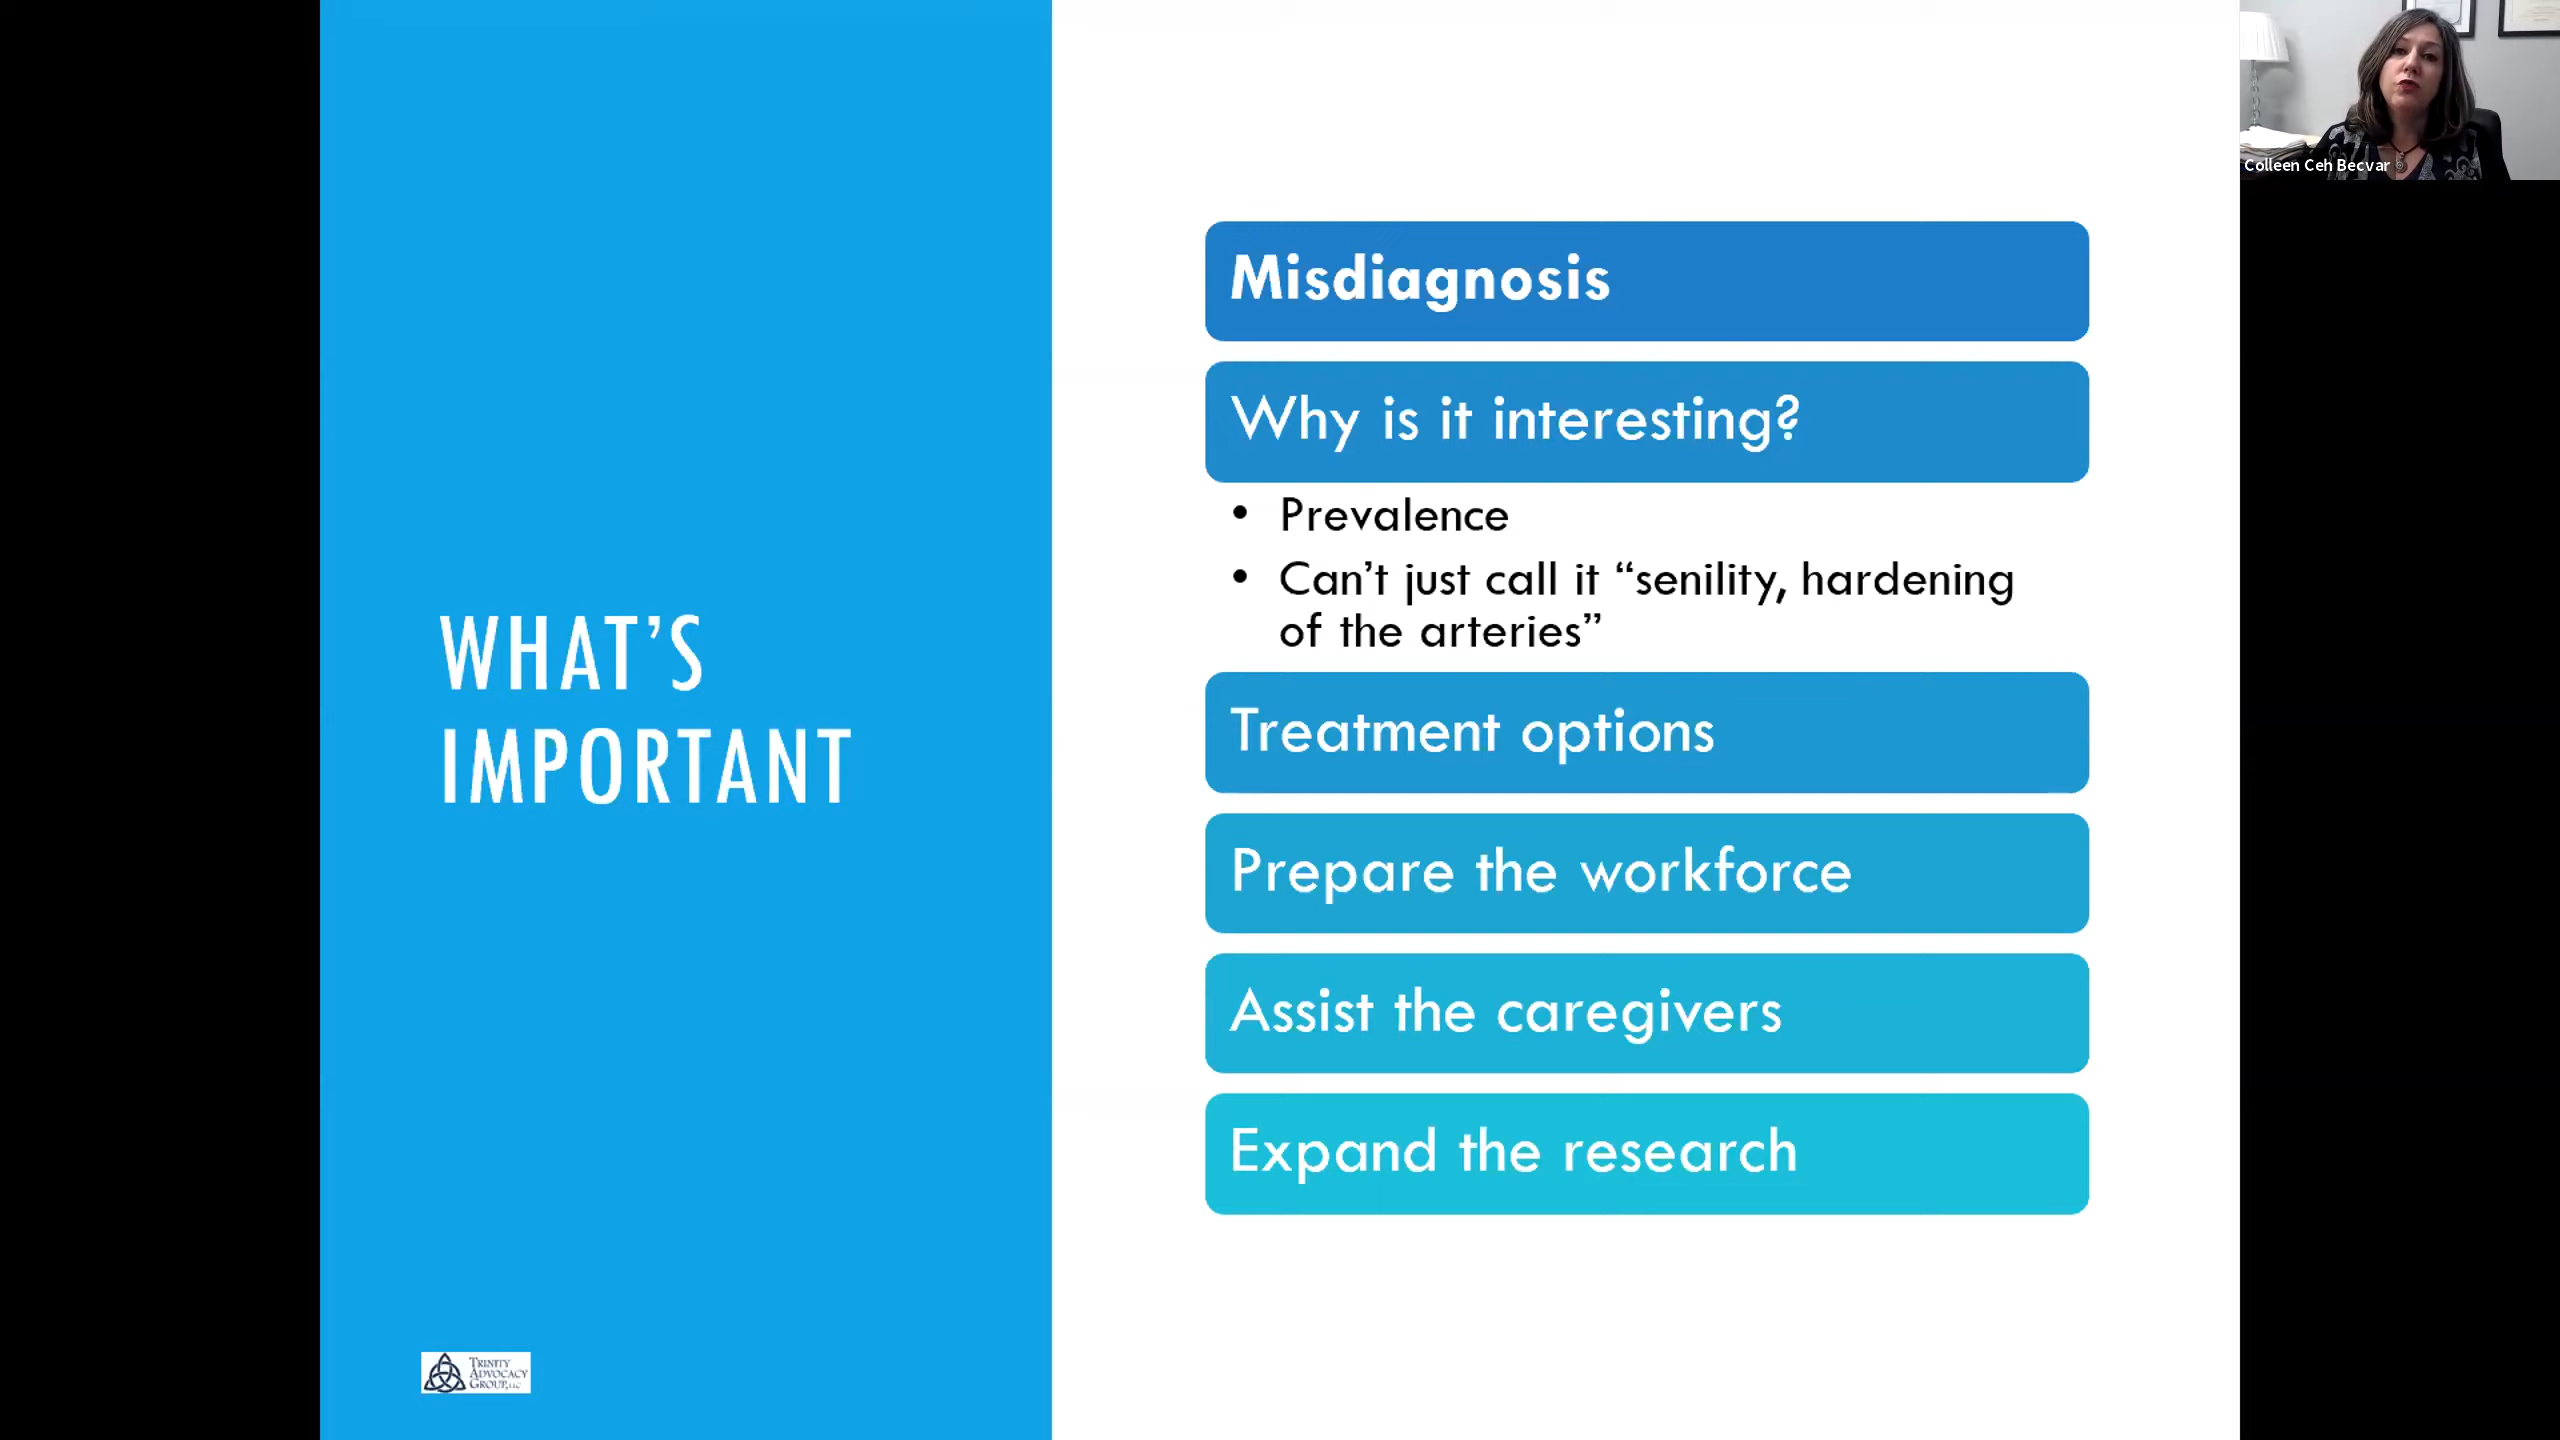 Colleen Ceh Becvar
WHAT’S
IMPORTANT
Misdiagnosis
Why is it interesting?
• Prevalence
• Can’t just call it “senility, hardening
of the arteries”
Treatment options
Prepare the workforce
Assist the caregivers
Expand the research
TRINITY
ADVOCACY
GROUP, LLC